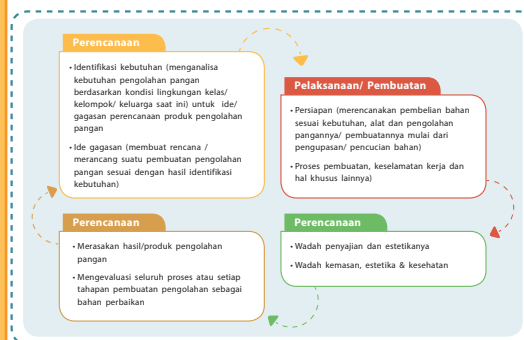 Perencanaan
• Identifikasi kebutuhan (menganalisa
kebutuhan pengolahan pangan
berdasarkan kondisi lingkungan kelas/
kelompok/ keluarga saat ini) untuk ide/
gagasan perencanaan produk pengolahan
pangan
• Ide gagasan (membuat rencana /
merancang suatu pembuatan pengolahan
pangan sesuai dengan hasil identifikasi
kebutuhan)
Pelaksanaan/ Pembuatan
• Persiapan (merencanakan pembelian bahan
sesuai kebutuhan, alat dan pengolahan
pangannya/ pembuatannya mulai dari
pengupasan/ pencucian bahan)
• Proses pembuatan, keselamatan kerja dan
hal khusus lainnya)
Perencanaan
• Merasakan hasil/produk pengolahan
pangan
• Mengevaluasi seluruh proses atau setiap
tahapan pembuatan pengolahan sebagai
bahan perbaikan
Perencanaan
• Wadah penyajian dan estetikanya
• Wadah kemasan, estetika & kesehatan